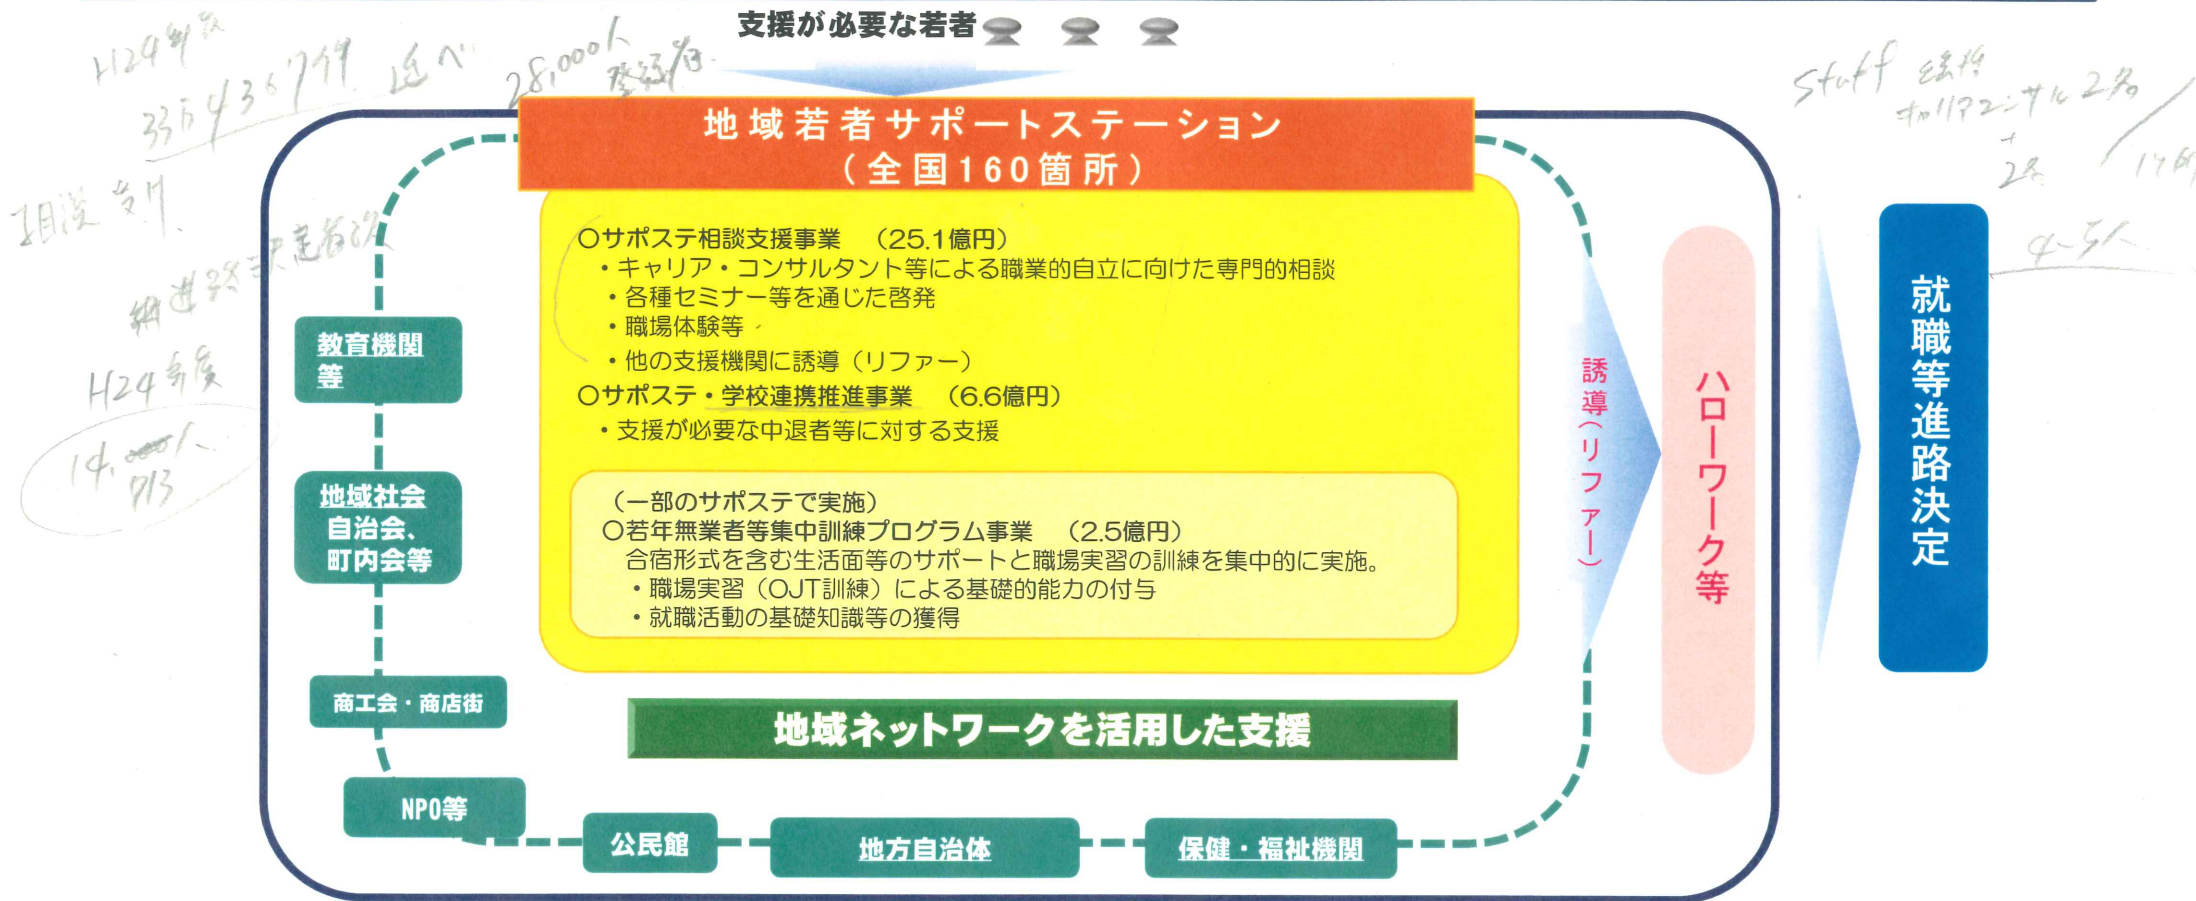 支援が必要な若者
H24年度
延べ
28,000人
Staff
2名
2名
4~5人
地域若者サポートステーション
(全国160箇所)
相談
○サポステ相談支援事業 (25.1億円)
・キャリア・コンサルタント等による職業的自立に向けた専門的相談
・各種セミナー等を通じた啓発
・職場体験等
・他の支援機関に誘導(リファー)
○サポステ・学校連携推進事業 (6.6億円)
・支援が必要な中退者等に対する支援
(一部のサポステで実施)
○若年無業者等集中訓練プログラム事業 (2.5億円)
合宿形式を含む生活面等のサポートと職場実習の訓練を集中的に実施。
・職場実習(OJT訓練)による基礎的能力の付与
・就職活動の基礎知識等の獲得
H24年度
教育機関
等
地域社会
自治会、
町内会等
商工会・商店街
NPO等
公民館
地方自治体
保健・福祉機関
地域ネットワークを活用した支援
誘導(リファー)
ハローワーク等
就職等進路決定